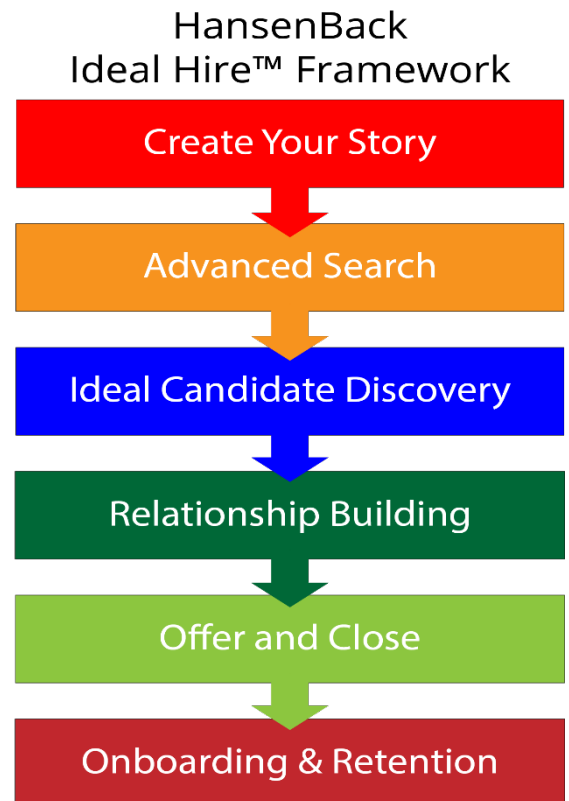 HansenBack
Ideal Hire™ Framework
Create Your Story
Advanced Search
Ideal Candidate Discovery
Relationship Building
Offer and Close
Onboarding & Retention